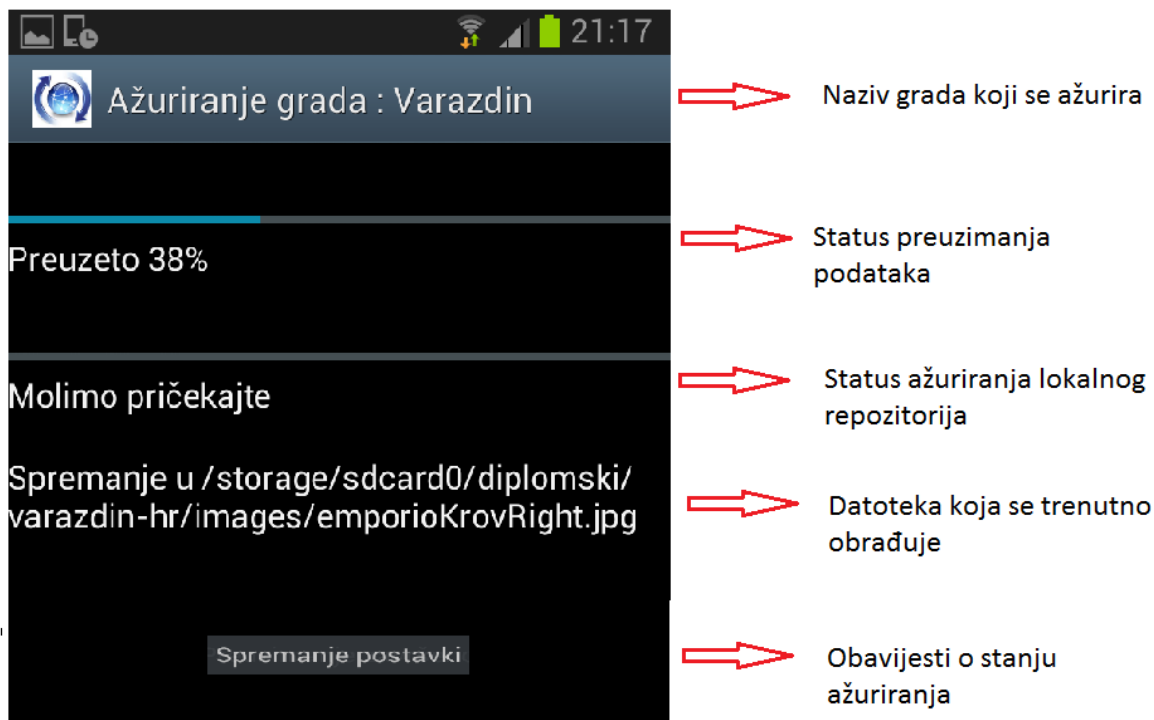 21:17
Ažuriranje grada : Varazdin
Naziv grada koji se ažurira
Preuzeto 38%
Status preuzimanja
podataka
Molimo pričekajte
Status ažuriranja lokalnog
repozitorija
Spremanje u /storage/sdcard0/diplomski/
varazdin-hr/images/emporioKrovRight.jpg
Datoteka koja se trenutno
obrađuje
Spremanje postavki
Obavijesti o stanju
ažuriranja